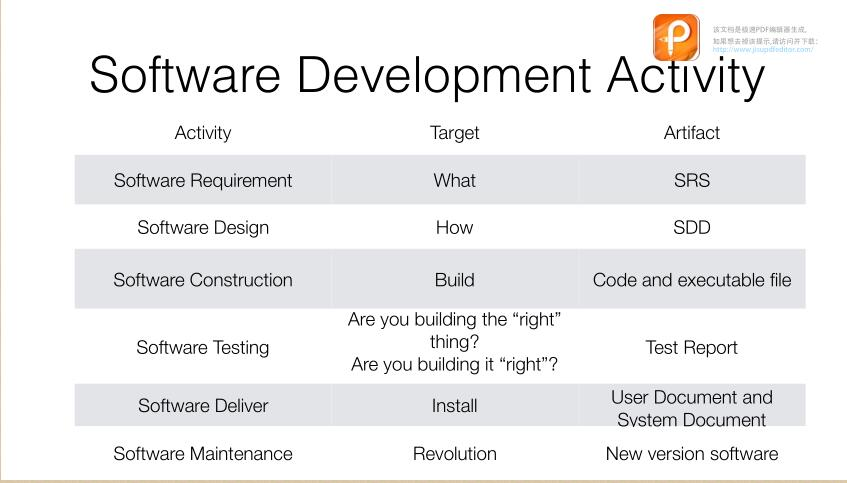 该文档是极速PDF编辑器生成,
如果想去掉该提示,请访问并下载:
http://www.jisupdfeditor.com/
Software Development Activity
Activity Target Artifact
Software Requirement What SRS
Software Design How SDD
Software Construction Build Code and executable file
Are you building the “right”
thing?
Software Testing Are you building it “right”? Test Report
Software Deliver Install User Document and
System Document
Software Maintenance Revolution New version software